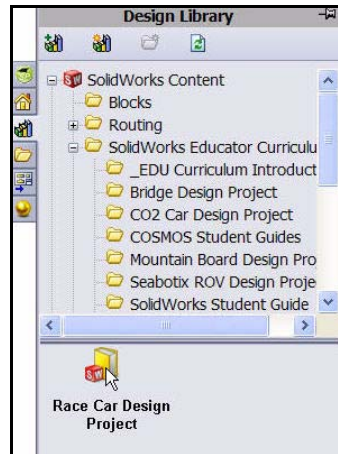 Design Library
SolidWorks Content
Blocks
Routing
SolidWorks Educator Curriculu
_EDU Curriculum Introduct
Bridge Design Project
CO2 Car Design Project
COSMOS Student Guides
Mountain Board Design Pro
Seabotix ROV Design Proje
SolidWorks Student Guide
Race Car Design
Project